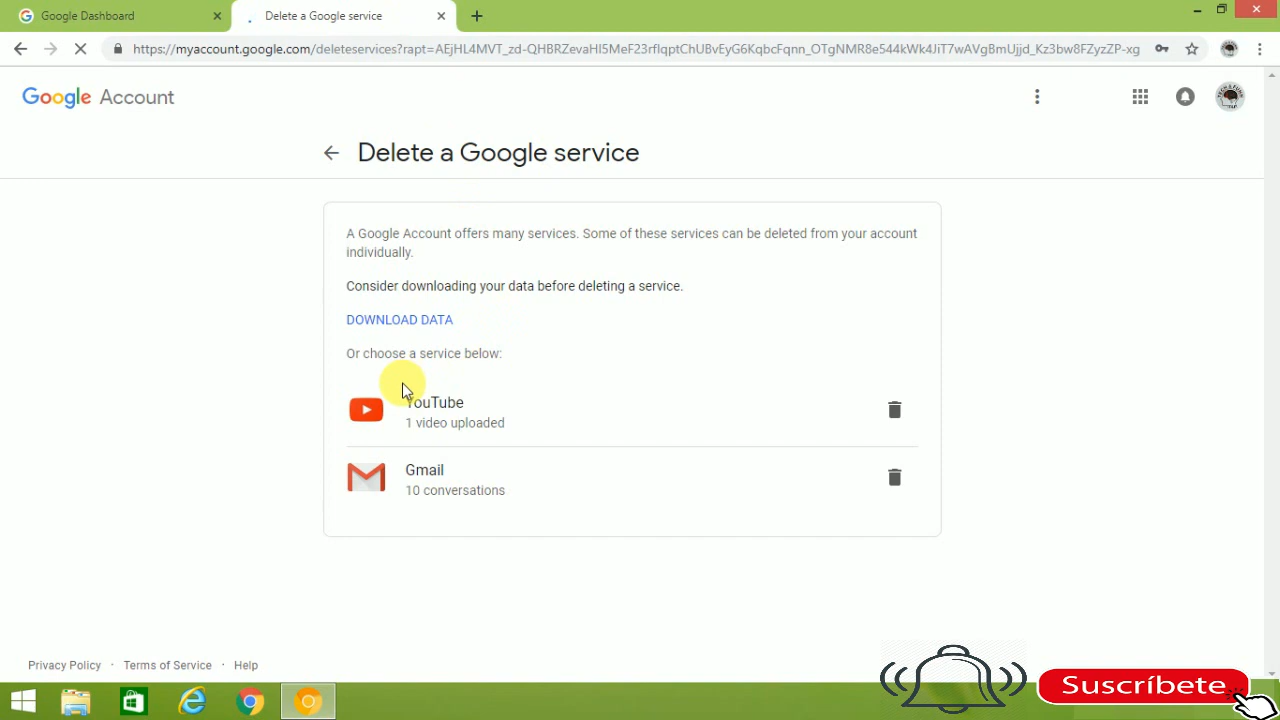 Google Dashboard
Delete a Google service
https://myaccount.google.com/deleteservices?rapt=AEjHL4MVT_zd-QHBRZevaHI5MeF23rflqptChUBvEyG6KqbcFqnn_OTgNMR8e544kWk4JiT7wAVgBmUjjd_Kz3bw8FZyzZP-xg
Google Account
Delete a Google service
A Google Account offers many services. Some of these services can be deleted from your account
individually.
Consider downloading your data before deleting a service.
DOWNLOAD DATA
Or choose a service below:
YouTube
1 video uploaded
Gmail
10 conversations
Privacy Policy · Terms of Service · Help
Suscríbete